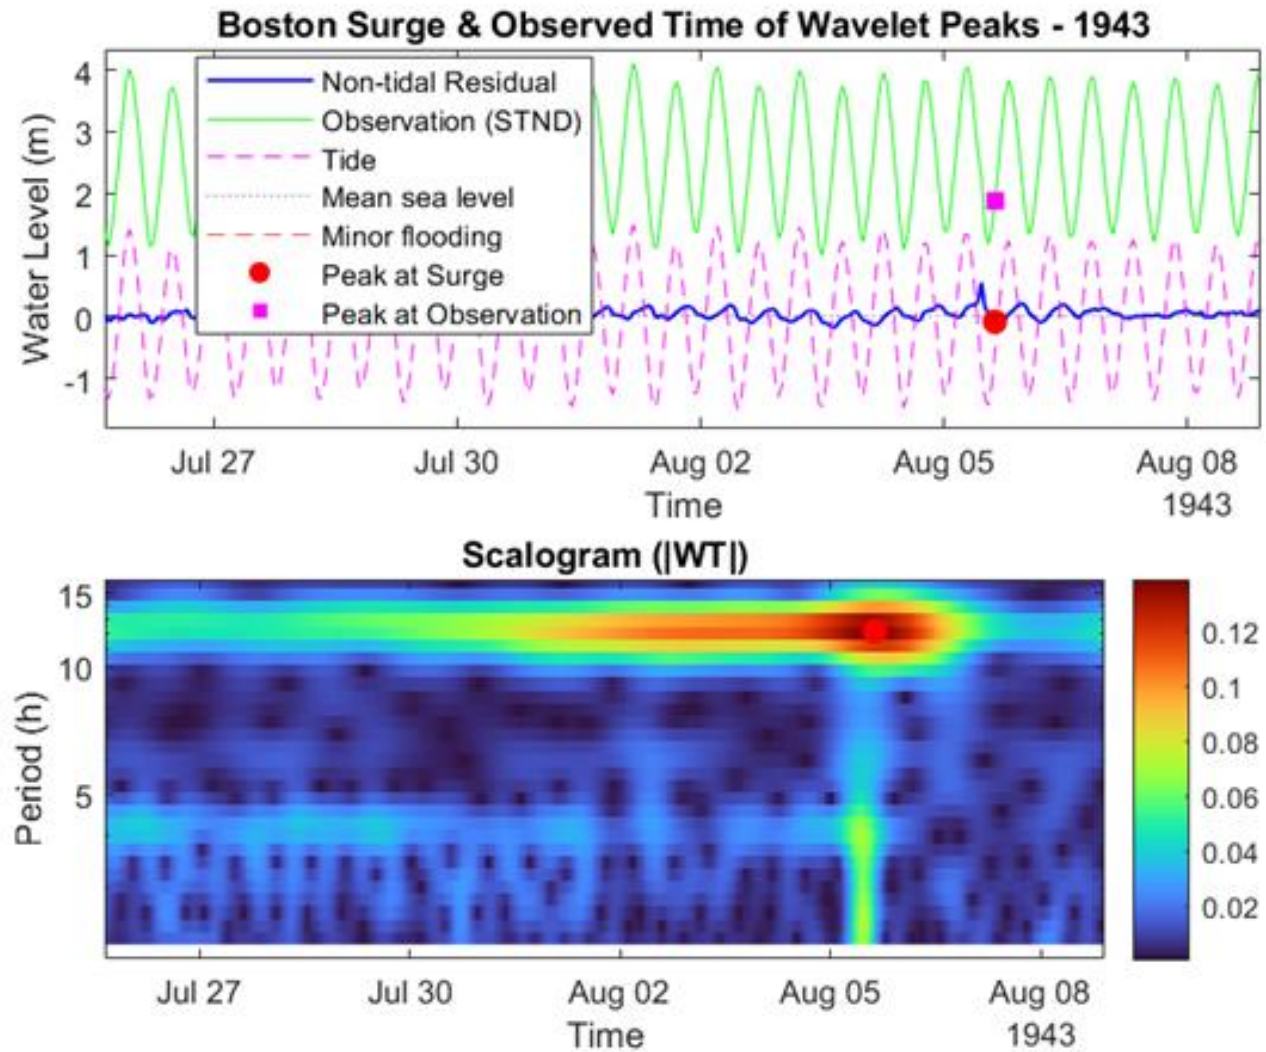 Boston Surge & Observed Time of Wavelet Peaks - 1943
Water Level (m)
4
3
2
1
0
-1
Non-tidal Residual
Observation (STND)
Tide
Mean sea level
Minor flooding
Peak at Surge
Peak at Observation
Jul 27 Jul 30 Aug 02 Aug 05 Aug 08
Time 1943
Scalogram (|WT|)
Period (h)
15
10
5
0.12
0.1
0.08
0.06
0.04
0.02
Jul 27 Jul 30 Aug 02 Aug 05 Aug 08
Time 1943